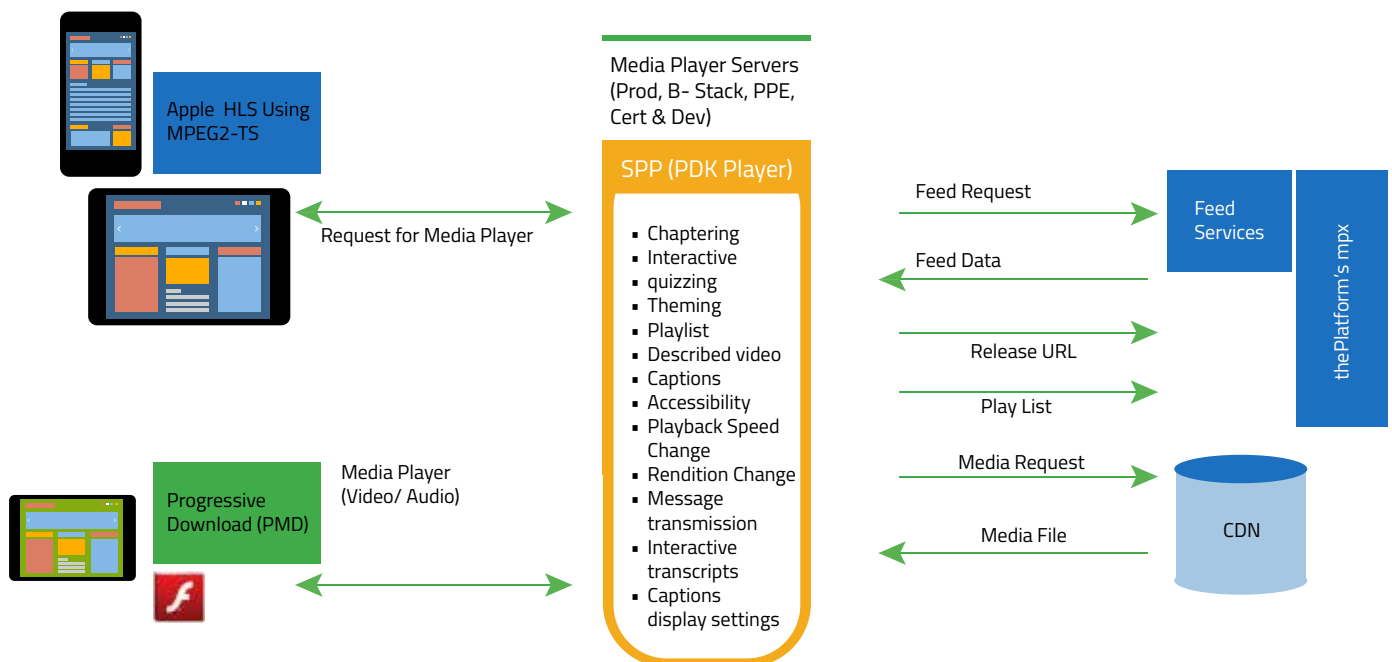 Apple HLS Using
MPEG2-TS
Request for Media Player
Progressive
Download (PMD)
Media Player
(Video/ Audio)
Media Player Servers
(Prod, B- Stack, PPE,
Cert & Dev)
SPP (PDK Player)
▪ Chaptering
▪ Interactive
▪ quizzing
▪ Theming
▪ Playlist
▪ Described video
▪ Captions
▪ Accessibility
▪ Playback Speed
Change
▪ Rendition Change
▪ Message
transmission
▪ Interactive
transcripts
▪ Captions
display settings
Feed Request
Feed Data
Release URL
Play List
Media Request
Media File
Feed
Services
thePlatform's mpx
CDN